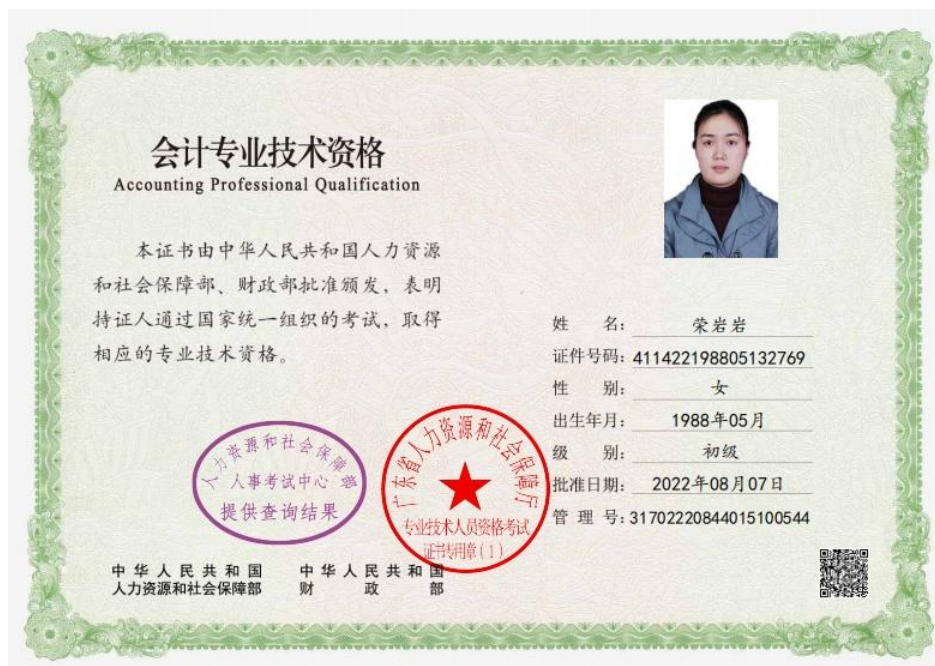 会计专业技术资格
Accounting Professional Qualification
本证书由中华人民共和国人力资源
和社会保障部、财政部批准颁发，表明
持证人通过国家统一组织的考试，取得
相应的专业技术资格。
姓 名： 荣岩岩
证件号码：411422198805132769
性 别： 女
出生年月： 1988年05月
级 别： 初级
批准日期： 2022年08月07日
管 理 号：31702220844015100544
人力资源和社会保障部
人事考试中心
提供查询结果
广东省人力资源和社会保障厅
专业技术人员资格考试
证书专用章(1)
中华人民共和国
人力资源和社会保障部
中华人民共和国
财政部